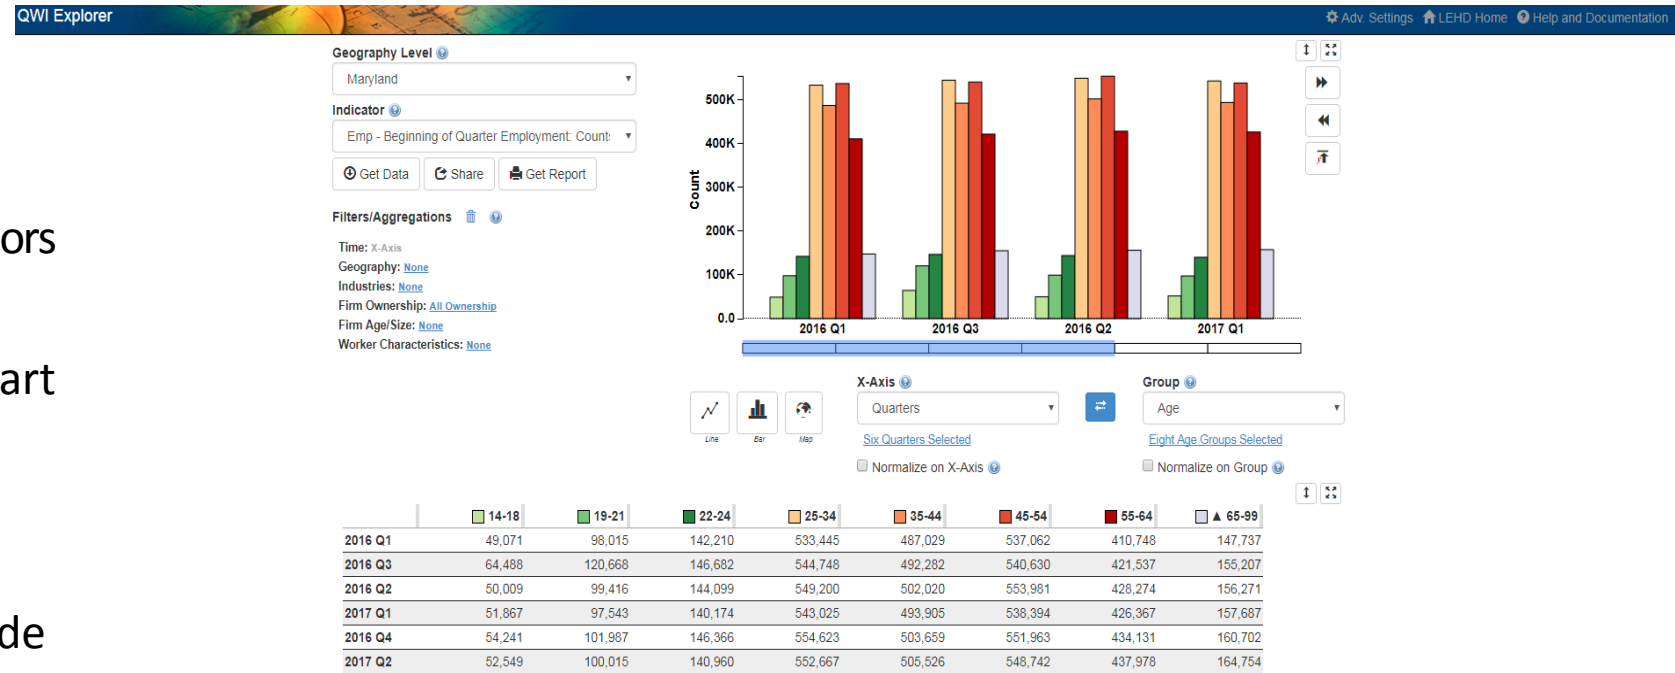 QWI Explorer
Adv. Settings LEHD Home Help and Documentation
ors
art
de
Geography Level
Maryland
Indicator
Emp - Beginning of Quarter Employment: Count:
Get Data Share Get Report
Filters/Aggregations
Time: X-Axis
Geography: None
Industries: None
Firm Ownership: All Ownership
Firm Age/Size: None
Worker Characteristics: None
Count
500K
400K
300K
200K
100K
0.0
2016 Q1 2016 Q3 2016 Q2 2017 Q1
Line Bar Map
X-Axis
Quarters
Six Quarters Selected
Normalize on X-Axis
Group
Age
Eight Age Groups Selected
Normalize on Group
14-18 19-21 22-24 25-34 35-44 45-54 55-64 ▲ 65-99
2016 Q1 49,071 98,015 142,210 533,445 487,029 537,062 410,748 147,737
2016 Q3 64,488 120,668 146,682 544,748 492,282 540,630 421,537 155,207
2016 Q2 50,009 99,416 144,099 549,200 502,020 553,981 428,274 156,271
2017 Q1 51,867 97,543 140,174 543,025 493,905 538,394 426,367 157,687
2016 Q4 54,241 101,987 146,366 554,623 503,659 551,963 434,131 160,702
2017 Q2 52,549 100,015 140,960 552,667 505,526 548,742 437,978 164,754